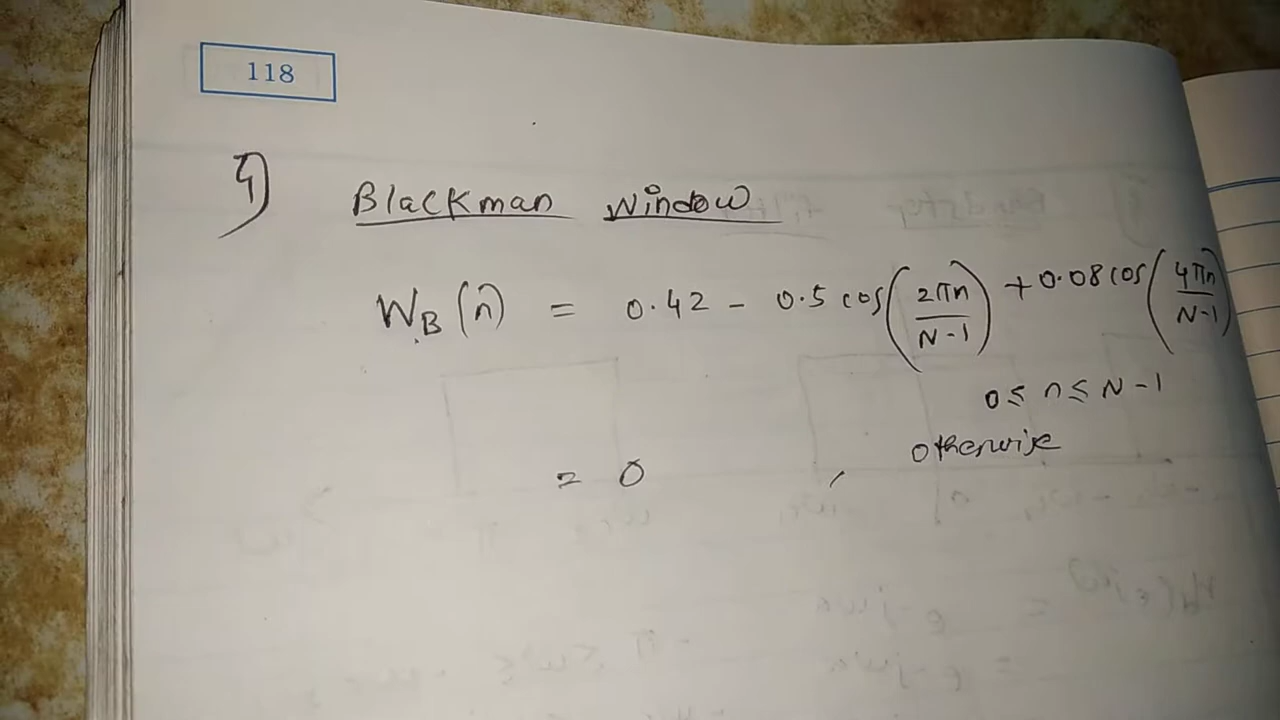 118
4) Blackman Window
W_B(n) = 0.42 - 0.5 cos(2πn/N-1) + 0.08 cos(4πn/N-1)
0 ≤ n ≤ N-1
= 0 , otherwise